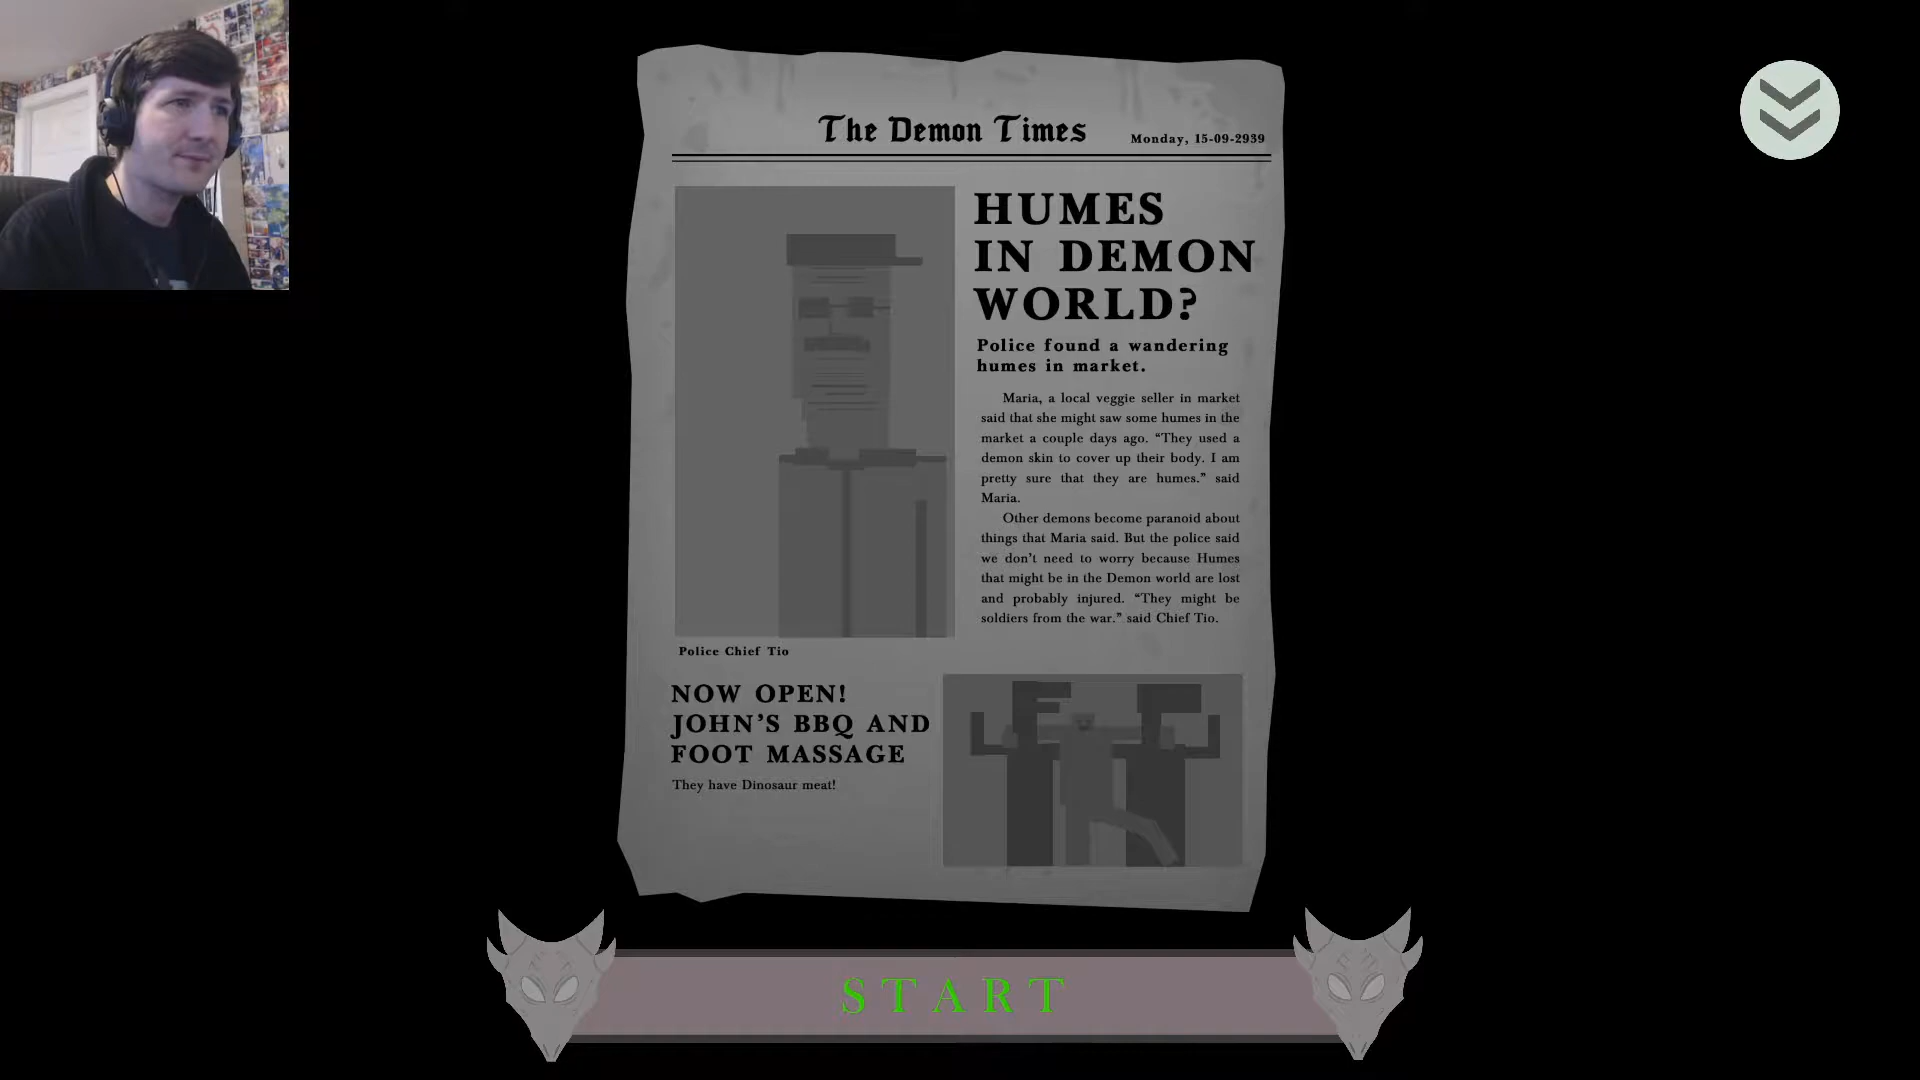 The Demon Times
Monday, 15-09-2939
HUMES
IN DEMON
WORLD?
Police found a wandering
humes in market.
Maria, a local veggie seller in market
said that she might saw some humes in the
market a couple days ago. “They used a
demon skin to cover up their body. I am
pretty sure that they are humes.” said
Maria.
Other demons become paranoid about
things that Maria said. But the police said
we don’t need to worry because Humes
that might be in the Demon world are lost
and probably injured. “They might be
soldiers from the war.” said Chief Tio.
Police Chief Tio
NOW OPEN!
JOHN’S BBQ AND
FOOT MASSAGE
They have Dinosaur meat!
START